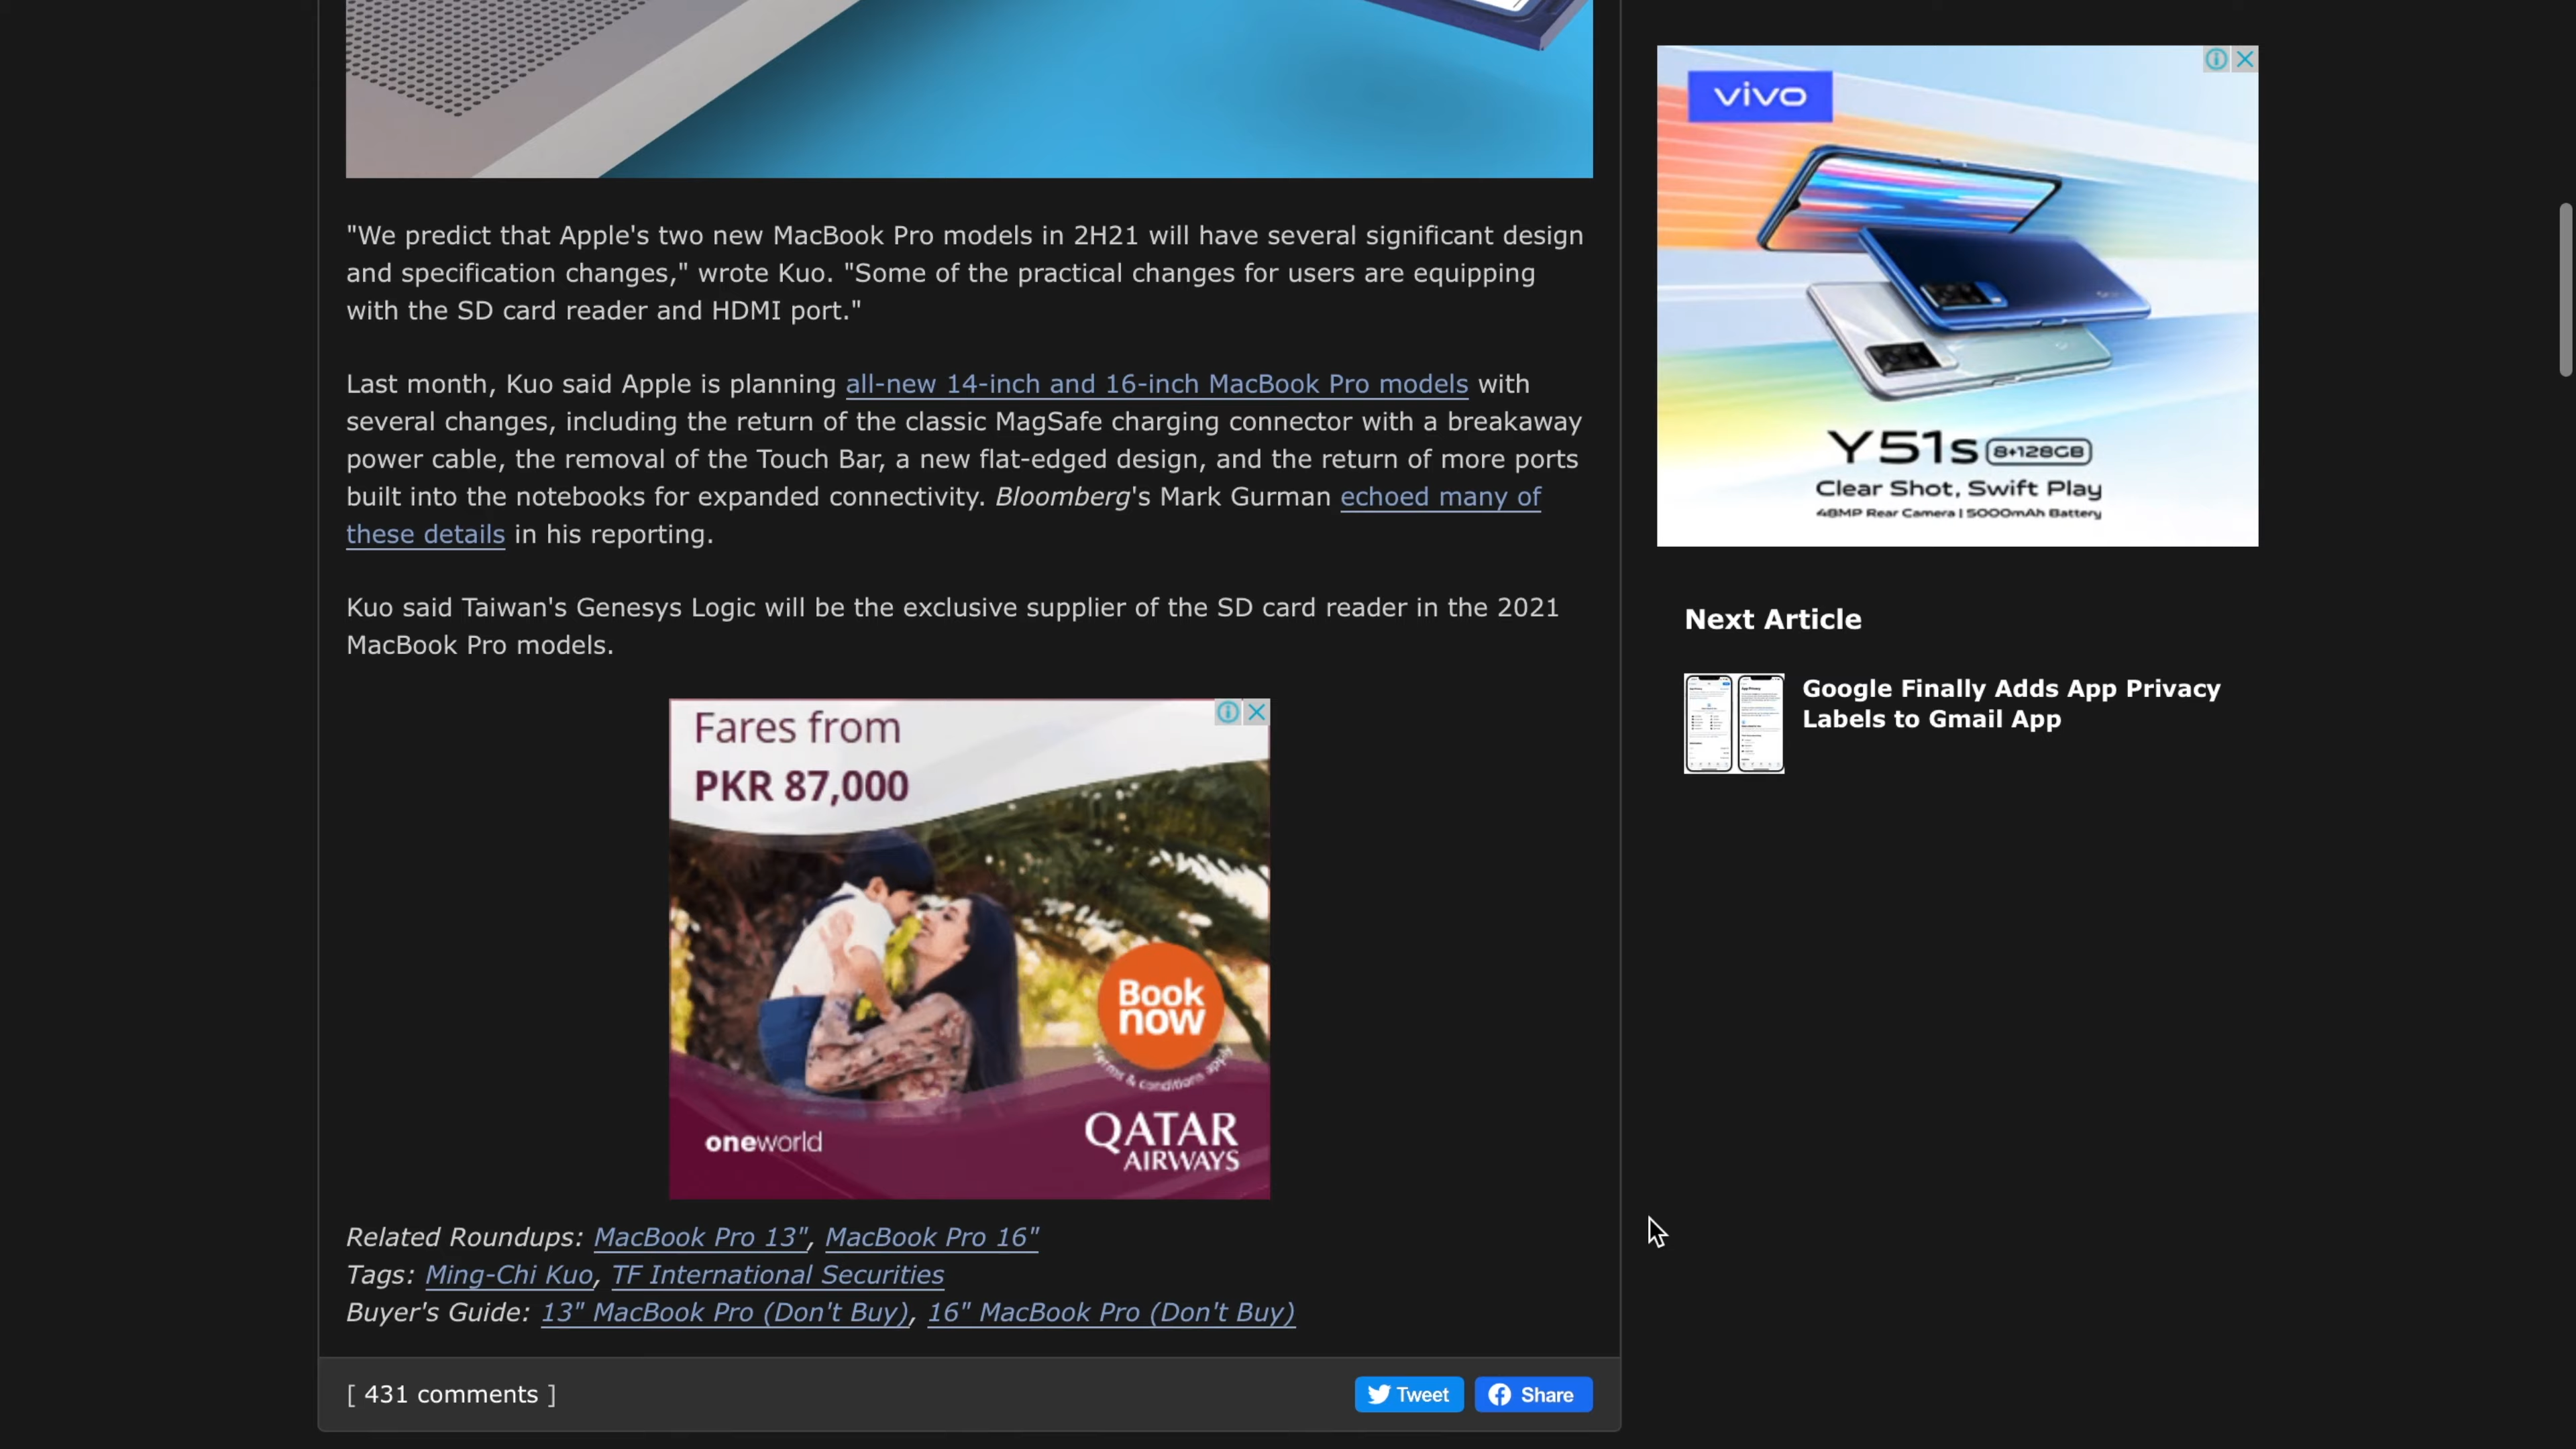 "We predict that Apple's two new MacBook Pro models in 2H21 will have several significant design
and specification changes," wrote Kuo. "Some of the practical changes for users are equipping
with the SD card reader and HDMI port."
Last month, Kuo said Apple is planning all-new 14-inch and 16-inch MacBook Pro models with
several changes, including the return of the classic MagSafe charging connector with a breakaway
power cable, the removal of the Touch Bar, a new flat-edged design, and the return of more ports
built into the notebooks for expanded connectivity. Bloomberg's Mark Gurman echoed many of
these details in his reporting.
Kuo said Taiwan's Genesys Logic will be the exclusive supplier of the SD card reader in the 2021
MacBook Pro models.
Fares from
PKR 87,000
Book
now
*Terms & conditions apply
oneworld
QATAR
AIRWAYS
Related Roundups: MacBook Pro 13", MacBook Pro 16"
Tags: Ming-Chi Kuo, TF International Securities
Buyer's Guide: 13" MacBook Pro (Don't Buy), 16" MacBook Pro (Don't Buy)
[ 431 comments ]
Tweet
Share
vivo
Y51s 8+128GB
Clear Shot, Swift Play
48MP Rear Camera | 5000mAh Battery
Next Article
Google Finally Adds App Privacy
Labels to Gmail App